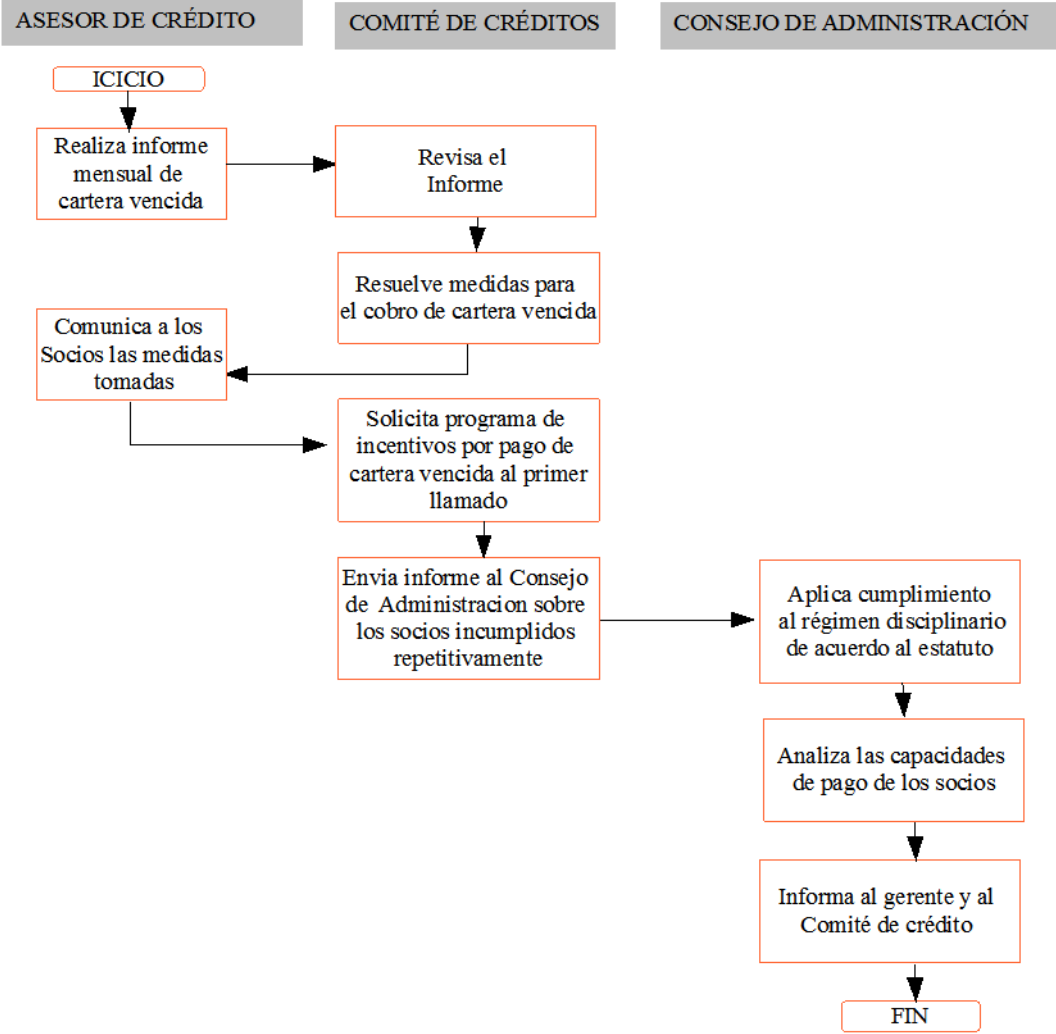 ASESOR DE CRÉDITO
COMITÉ DE CRÉDITOS
CONSEJO DE ADMINISTRACIÓN
ICICIO
Realiza informe
mensual de
cartera vencida
Revisa el
Informe
Resuelve medidas para
el cobro de cartera vencida
Comunica a los
Socios las medidas
tomadas
Solicita programa de
incentivos por pago de
cartera vencida al primer
llamado
Envia informe al Consejo
de Administracion sobre
los socios incumplidos
repetitivamente
Aplica cumplimiento
al régimen disciplinario
de acuerdo al estatuto
Analiza las capacidades
de pago de los socios
Informa al gerente y al
Comité de crédito
FIN